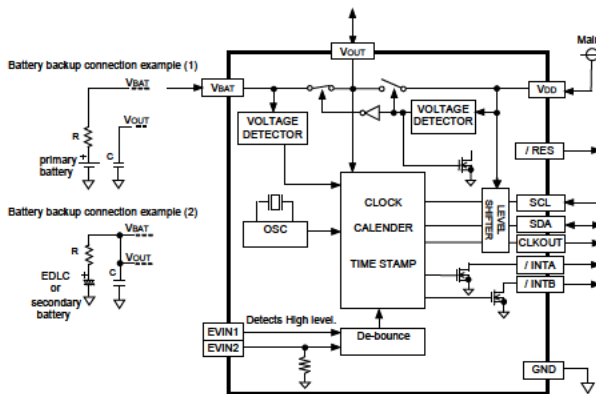 Battery backup connection example (1)
VBAT
VOUT
R
+
primary
battery
C
Battery backup connection example (2)
VBAT
VOUT
R
+
EDLC
or
secondary
battery
C
VOUT
Main
VBAT
VDD
VOLTAGE
DETECTOR
VOLTAGE
DETECTOR
/ RES
OSC
CLOCK
CALENDER
TIME STAMP
LEVEL
SHIFTER
SCL
SDA
CLKOUT
/ INTA
/ INTB
EVIN1
Detects High level.
EVIN2
De-bounce
GND